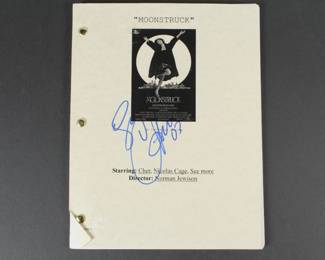 "MOONSTRUCK"
MOONSTRUCK
Starring: Cher, Nicolas Cage, See more
Director: Norman Jewison